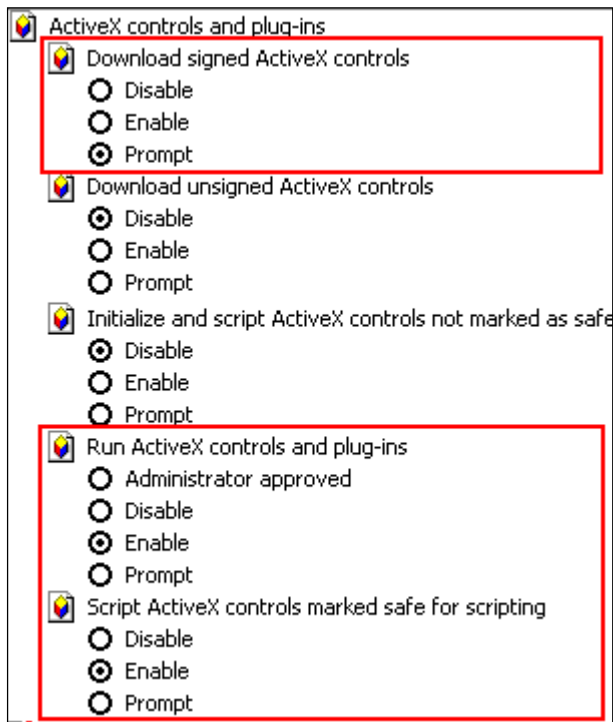 ActiveX controls and plug-ins
Download signed ActiveX controls
Disable
Enable
Prompt
Download unsigned ActiveX controls
Disable
Enable
Prompt
Initialize and script ActiveX controls not marked as safe
Disable
Enable
Prompt
Run ActiveX controls and plug-ins
Administrator approved
Disable
Enable
Prompt
Script ActiveX controls marked safe for scripting
Disable
Enable
Prompt